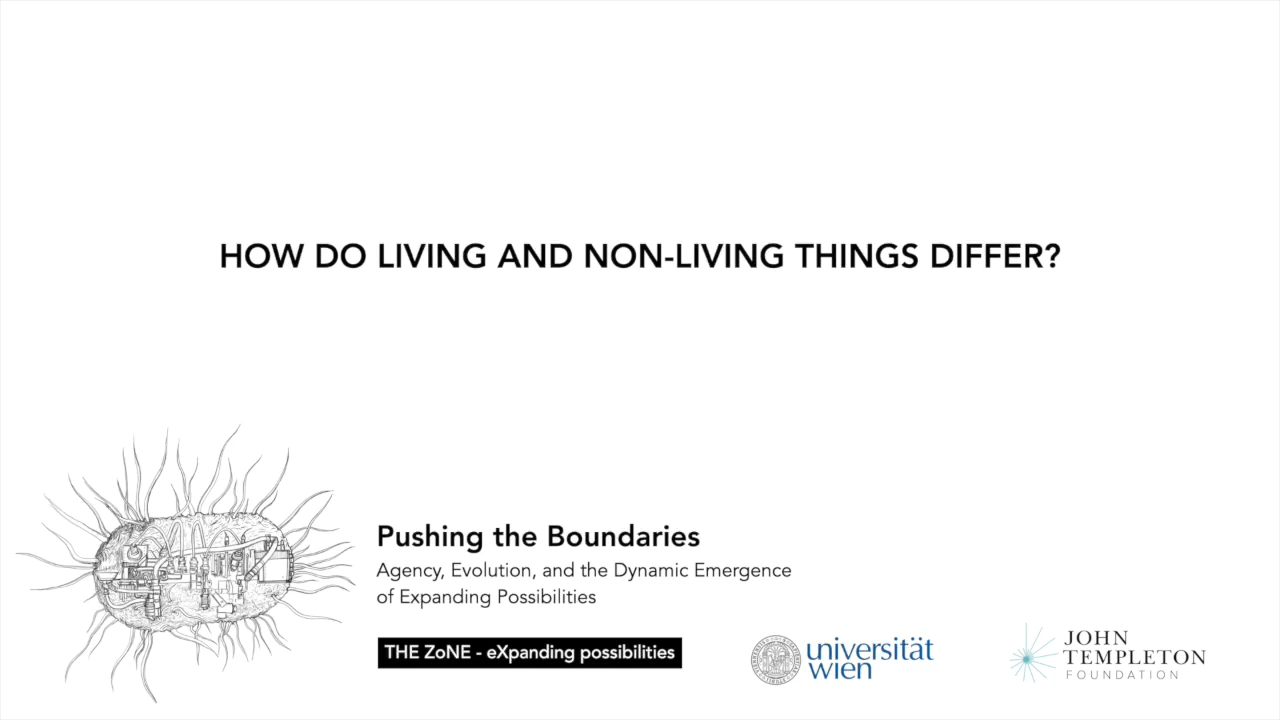 HOW DO LIVING AND NON-LIVING THINGS DIFFER?
Pushing the Boundaries
Agency, Evolution, and the Dynamic Emergence
of Expanding Possibilities
THE ZoNE - eXpanding possibilities
universität
wien
JOHN
TEMPLETON
FOUNDATION